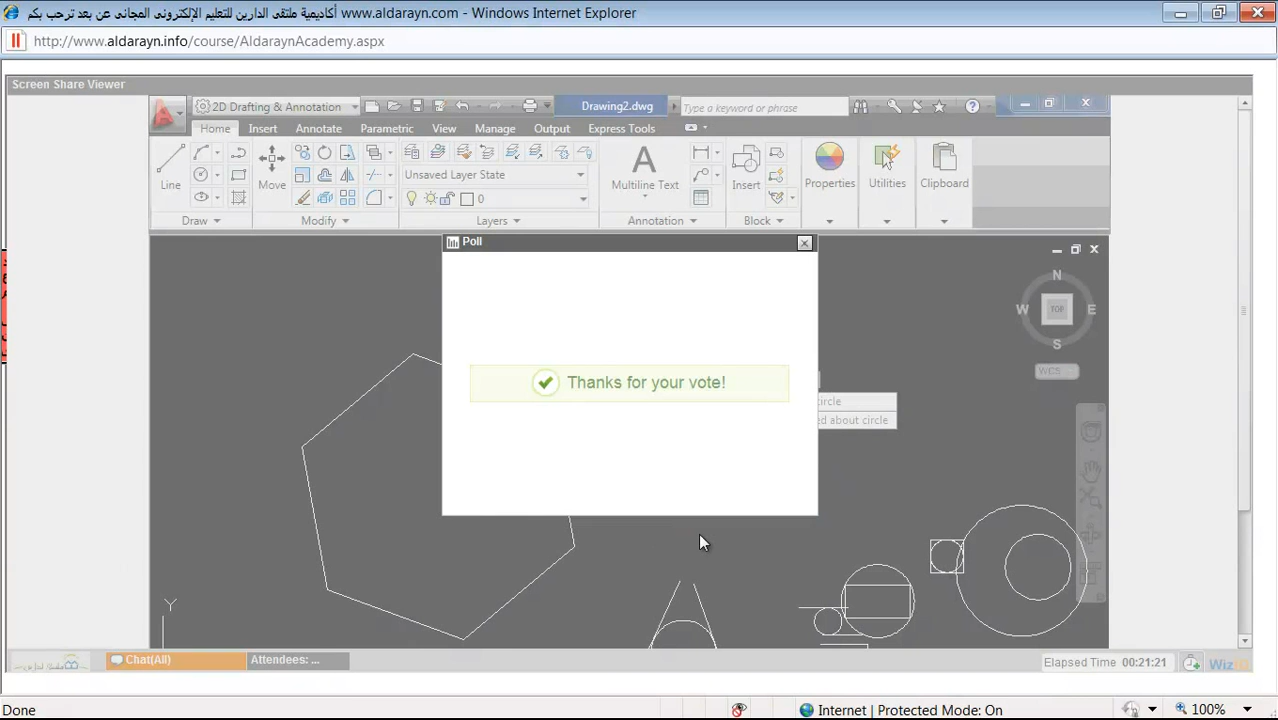 أكاديمية ملتقى الدارين للتعليم الإلكترونى المجانى عن بعد ترحب بكم www.aldarayn.com - Windows Internet Explorer
http://www.aldarayn.info/course/AldaraynAcademy.aspx
Screen Share Viewer
2D Drafting & Annotation
Drawing2.dwg
Type a keyword or phrase
Home Insert Annotate Parametric View Manage Output Express Tools
Line
Move
Unsaved Layer State
0
Multiline Text
Insert
Properties
Utilities
Clipboard
Draw
Modify
Layers
Annotation
Block
Poll
N
W
TOP
E
S
WCS
Thanks for your vote!
circle
ed about circle
Y
Chat(All)
Attendees: ...
Elapsed Time 00:21:21
Done
Internet | Protected Mode: On
100%